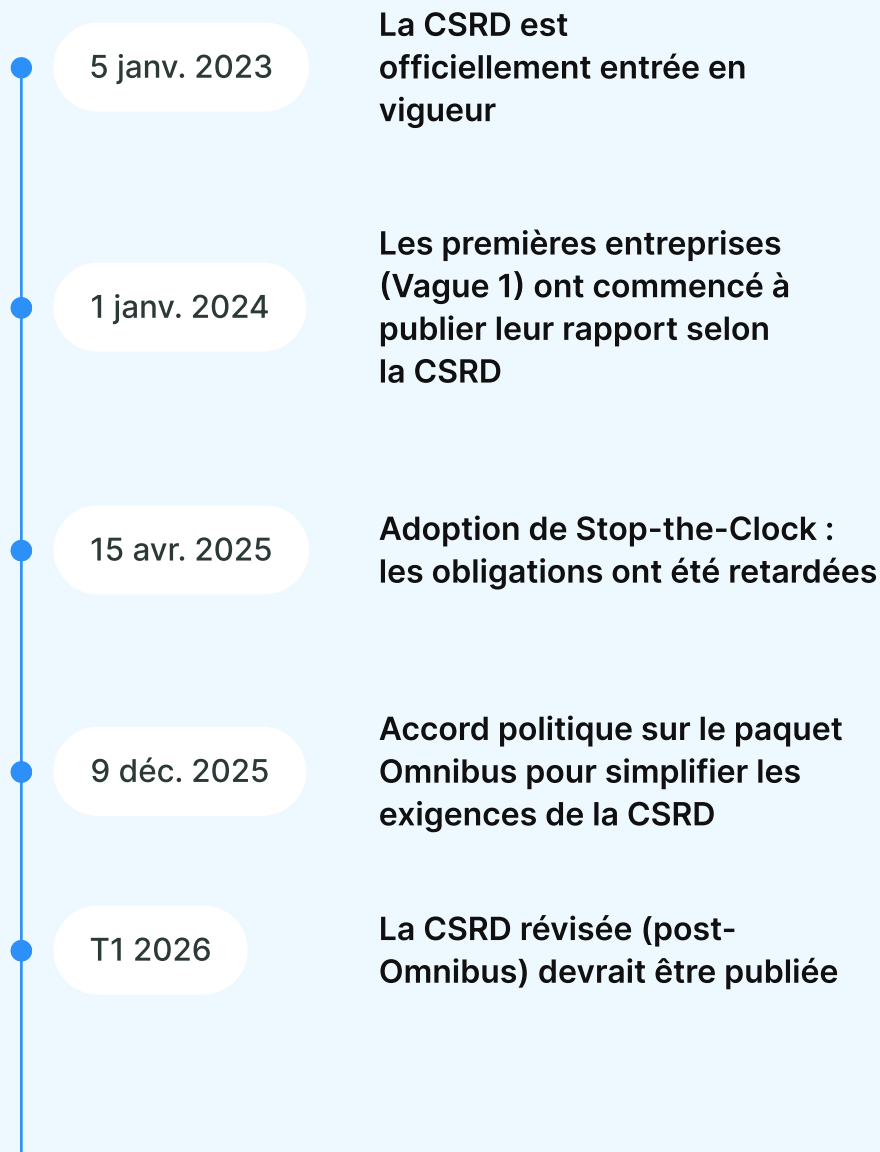 5 janv. 2023
La CSRD est
officiellement entrée en
vigueur
1 janv. 2024
Les premières entreprises
(Vague 1) ont commencé à
publier leur rapport selon
la CSRD
15 avr. 2025
Adoption de Stop-the-Clock :
les obligations ont été retardées
9 déc. 2025
Accord politique sur le paquet
Omnibus pour simplifier les
exigences de la CSRD
T1 2026
La CSRD révisée (post-
Omnibus) devrait être publiée